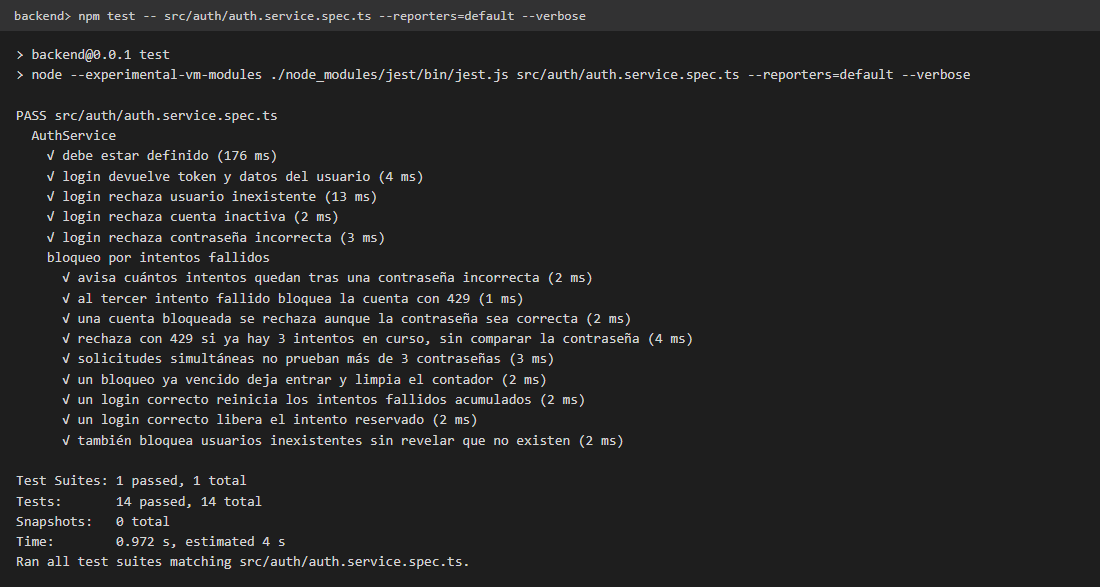 backend> npm test -- src/auth/auth.service.spec.ts --reporters=default --verbose
> backend@0.0.1 test
> node --experimental-vm-modules ./node_modules/jest/bin/jest.js src/auth/auth.service.spec.ts --reporters=default --verbose
PASS src/auth/auth.service.spec.ts
AuthService
√ debe estar definido (176 ms)
√ login devuelve token y datos del usuario (4 ms)
√ login rechaza usuario inexistente (13 ms)
√ login rechaza cuenta inactiva (2 ms)
√ login rechaza contraseña incorrecta (3 ms)
bloqueo por intentos fallidos
√ avisa cuántos intentos quedan tras una contraseña incorrecta (2 ms)
√ al tercer intento fallido bloquea la cuenta con 429 (1 ms)
√ una cuenta bloqueada se rechaza aunque la contraseña sea correcta (2 ms)
√ rechaza con 429 si ya hay 3 intentos en curso, sin comparar la contraseña (4 ms)
√ solicitudes simultáneas no prueban más de 3 contraseñas (3 ms)
√ un bloqueo ya vencido deja entrar y limpia el contador (2 ms)
√ un login correcto reinicia los intentos fallidos acumulados (2 ms)
√ un login correcto libera el intento reservado (2 ms)
√ también bloquea usuarios inexistentes sin revelar que no existen (2 ms)
Test Suites: 1 passed, 1 total
Tests:       14 passed, 14 total
Snapshots:   0 total
Time:        0.972 s, estimated 4 s
Ran all test suites matching src/auth/auth.service.spec.ts.